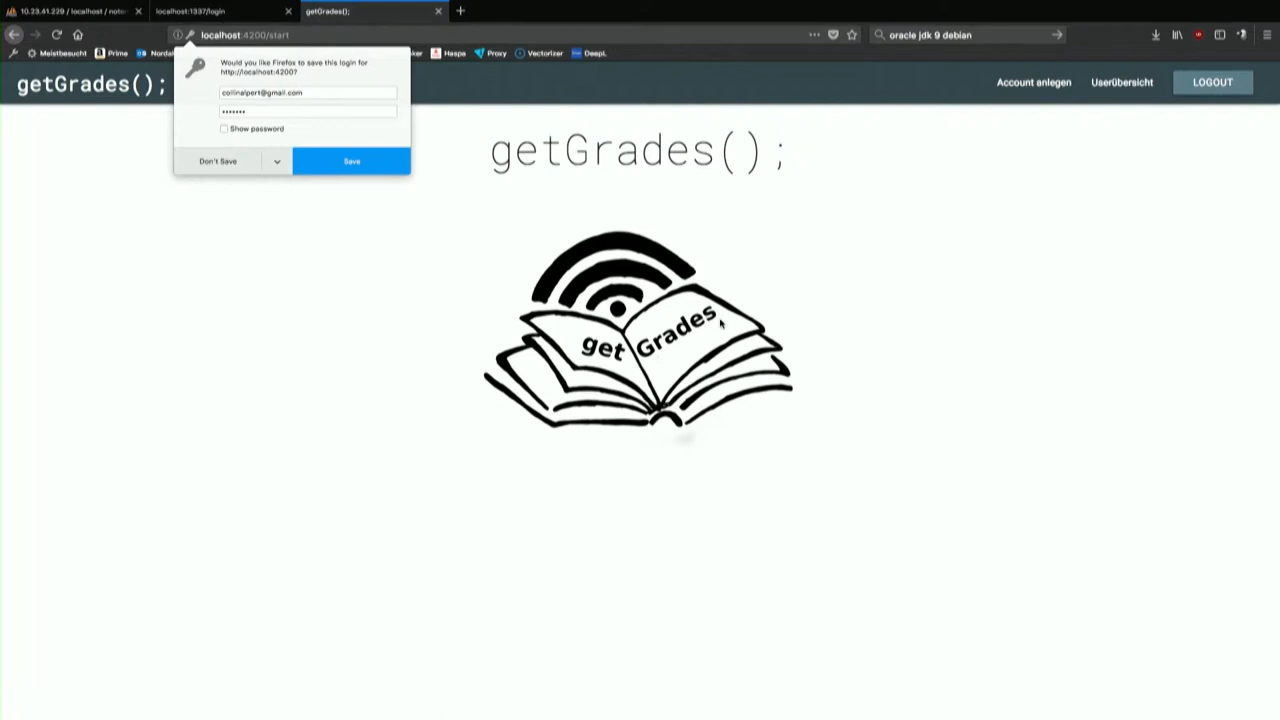 10.23.41.229 / localhost / note
localhost:1337/login
getGrades();
localhost:4200/start
oracle jdk 9 debian
Meistbesucht
Prime
Haspa
Proxy
Vectorizer
DeepL
getGrades();
Would you like Firefox to save this login for
http://localhost:4200?
collinalpert@gmail.com
•••••••
Show password
Don't Save
Save
Account anlegen
Userübersicht
LOGOUT
getGrades();
get Grades